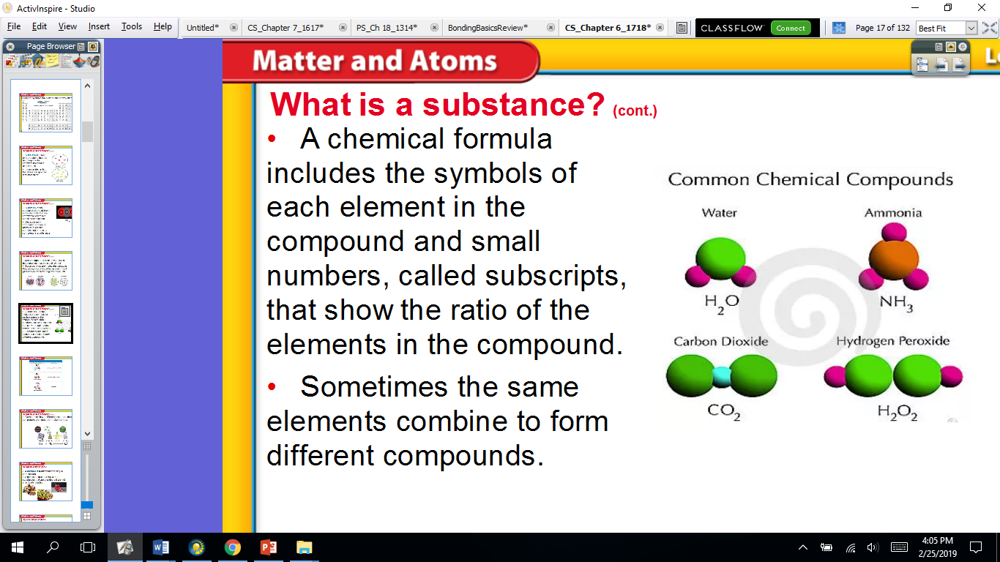 ActivInspire - Studio
File Edit View Insert Tools Help
Untitled* CS_Chapter 7_1617* PS_Ch 18_1314* BondingBasicsReview* CS_Chapter 6_1718* CLASSFLOW Connect Page 17 of 132 Best Fit
Page Browser
Matter and Atoms
What is a substance? (cont.)
• A chemical formula
includes the symbols of
each element in the
compound and small
numbers, called subscripts,
that show the ratio of the
elements in the compound.
• Sometimes the same
elements combine to form
different compounds.
Common Chemical Compounds
Water Ammonia
H₂O NH₃
Carbon Dioxide Hydrogen Peroxide
CO₂ H₂O₂
4:05 PM
2/25/2019